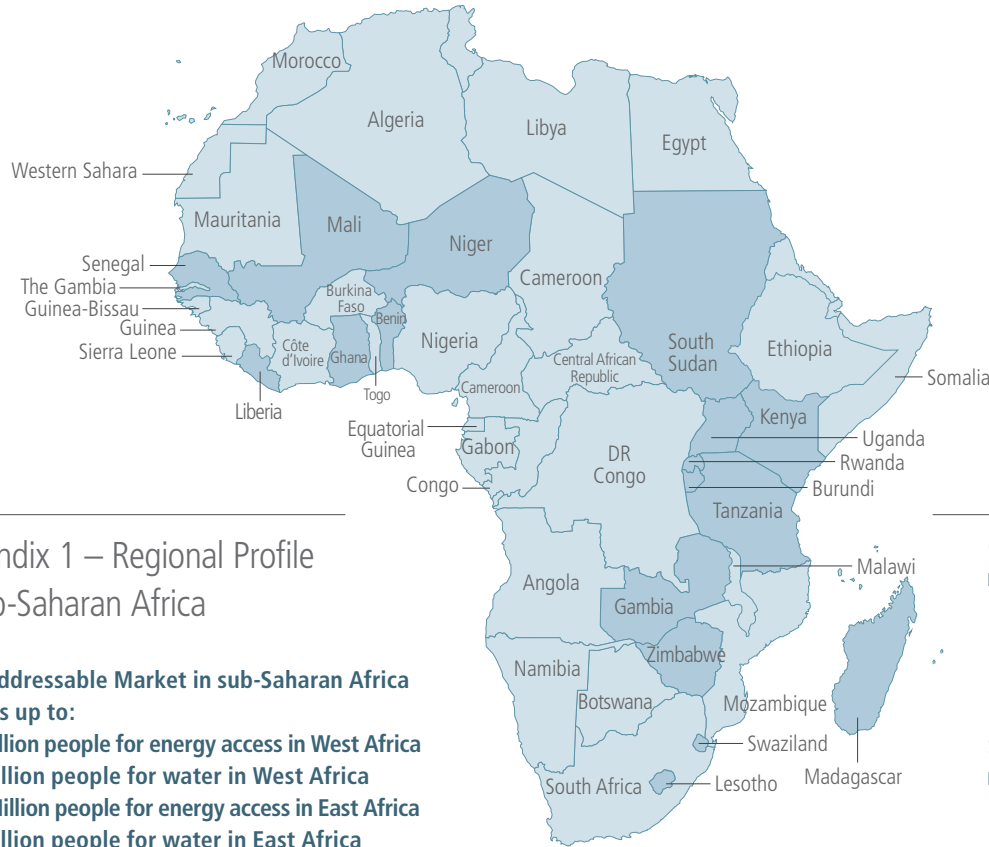 Morocco
Algeria
Libya
Egypt
Western Sahara
Mauritania
Mali
Niger
Cameroon
Senegal
The Gambia
Guinea-Bissau
Guinea
Sierra Leone
Liberia
Burkina
Faso
Benin
Côte
d'Ivoire
Ghana
Togo
Nigeria
Cameroon
Central African
Republic
South
Sudan
Ethiopia
Somalia
Kenya
Uganda
Rwanda
Burundi
Equatorial
Guinea
Gabon
Congo
DR
Congo
Tanzania
Malawi
Angola
Gambia
Zimbabwe
Namibia
Botswana
Mozambique
Swaziland
Lesotho
Madagascar
South Africa
ndix 1 – Regional Profile
o-Saharan Africa
ddressable Market in sub-Saharan Africa
s up to:
llion people for energy access in West Africa
llion people for water in West Africa
Million people for energy access in East Africa
llion people for water in East Africa